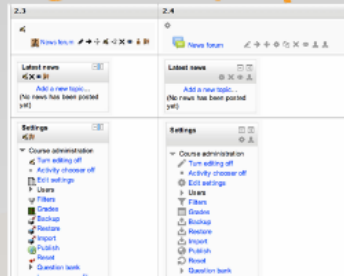 2.3
2.4
News forum
News forum
Latest news
Add a new topic...
(No news has been posted
yet)
Latest news
Add a new topic...
(No news has been posted
yet)
Settings
Course administration
Turn editing off
Activity chooser off
Edit settings
Users
Filters
Grades
Backup
Restore
Import
Publish
Reset
Question bank
Settings
Course administration
Turn editing off
Activity chooser off
Edit settings
Users
Filters
Grades
Backup
Restore
Import
Publish
Reset
Question bank